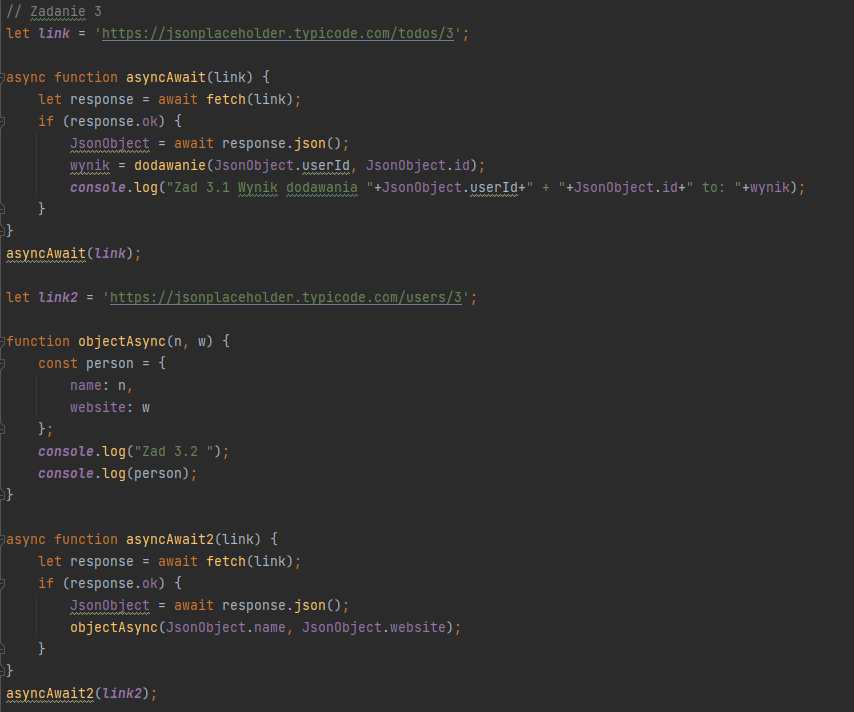 // Zadanie 3
let link = 'https://jsonplaceholder.typicode.com/todos/3';
async function asyncAwait(link) {
    let response = await fetch(link);
    if (response.ok) {
        JsonObject = await response.json();
        wynik = dodawanie(JsonObject.userId, JsonObject.id);
        console.log("Zad 3.1 Wynik dodawania "+JsonObject.userId+" + "+JsonObject.id+" to: "+wynik);
    }
}
asyncAwait(link);
let link2 = 'https://jsonplaceholder.typicode.com/users/3';
function objectAsync(n, w) {
    const person = {
        name: n,
        website: w
    };
    console.log("Zad 3.2 ");
    console.log(person);
}
async function asyncAwait2(link) {
    let response = await fetch(link);
    if (response.ok) {
        JsonObject = await response.json();
        objectAsync(JsonObject.name, JsonObject.website);
    }
}
asyncAwait2(link2);